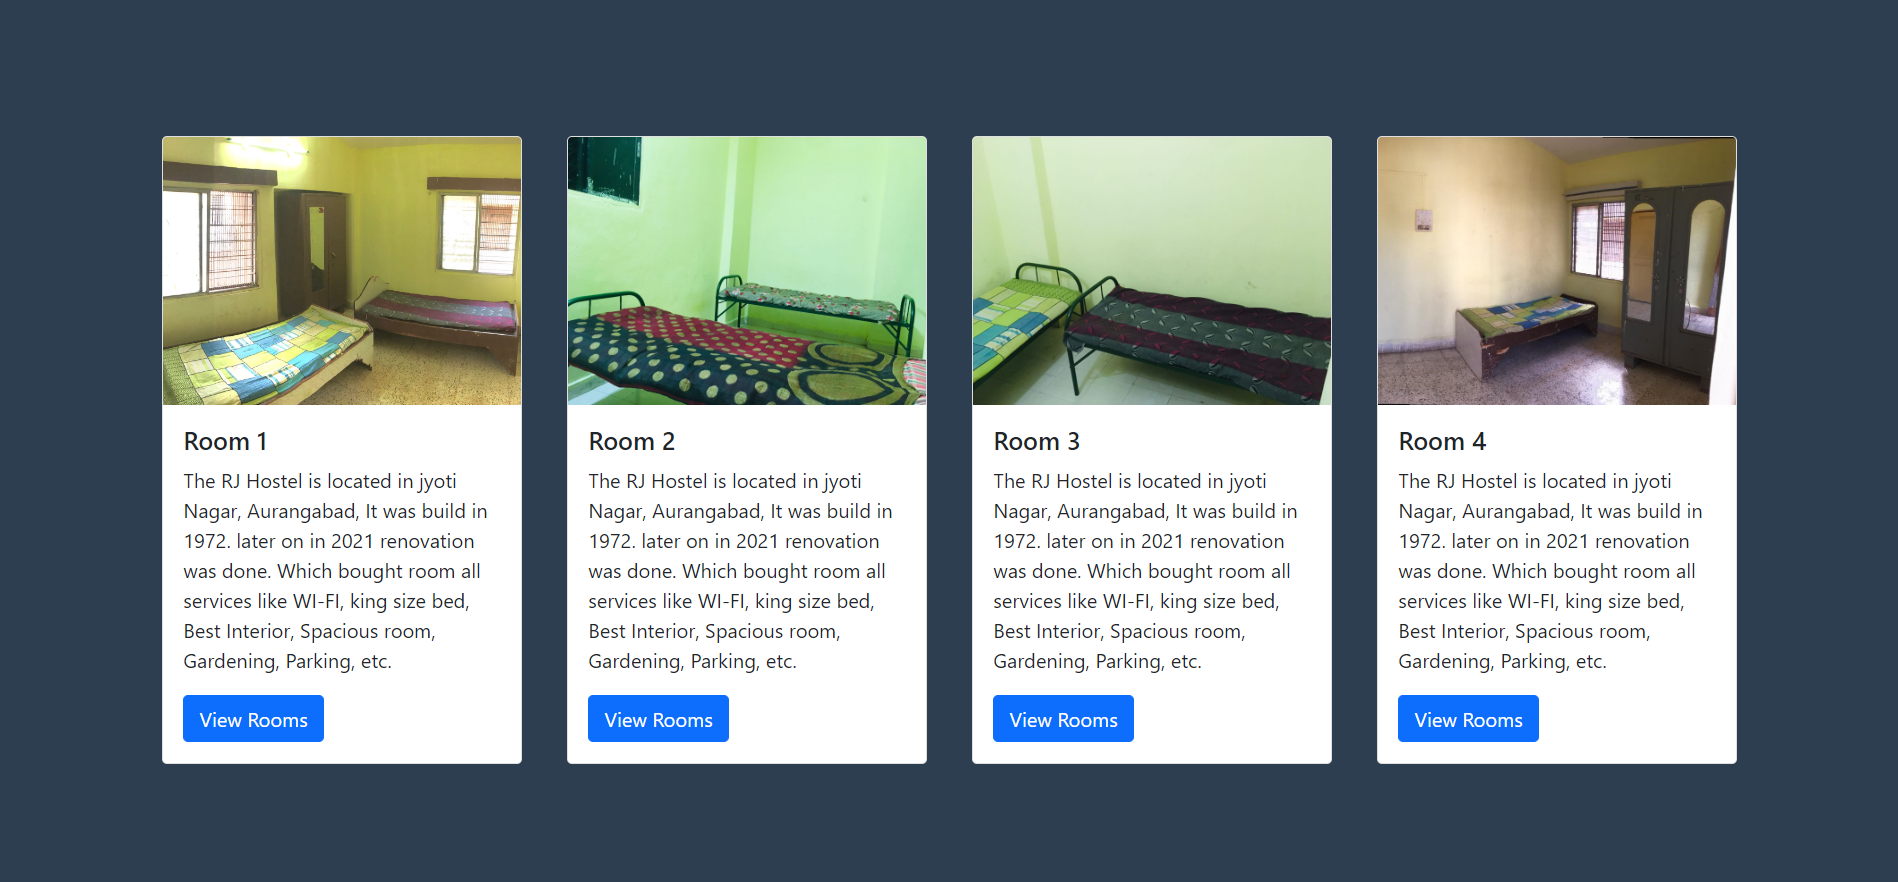 Room 1
The RJ Hostel is located in jyoti
Nagar, Aurangabad, It was build in
1972. later on in 2021 renovation
was done. Which bought room all
services like WI-FI, king size bed,
Best Interior, Spacious room,
Gardening, Parking, etc.
View Rooms
Room 2
The RJ Hostel is located in jyoti
Nagar, Aurangabad, It was build in
1972. later on in 2021 renovation
was done. Which bought room all
services like WI-FI, king size bed,
Best Interior, Spacious room,
Gardening, Parking, etc.
View Rooms
Room 3
The RJ Hostel is located in jyoti
Nagar, Aurangabad, It was build in
1972. later on in 2021 renovation
was done. Which bought room all
services like WI-FI, king size bed,
Best Interior, Spacious room,
Gardening, Parking, etc.
View Rooms
Room 4
The RJ Hostel is located in jyoti
Nagar, Aurangabad, It was build in
1972. later on in 2021 renovation
was done. Which bought room all
services like WI-FI, king size bed,
Best Interior, Spacious room,
Gardening, Parking, etc.
View Rooms